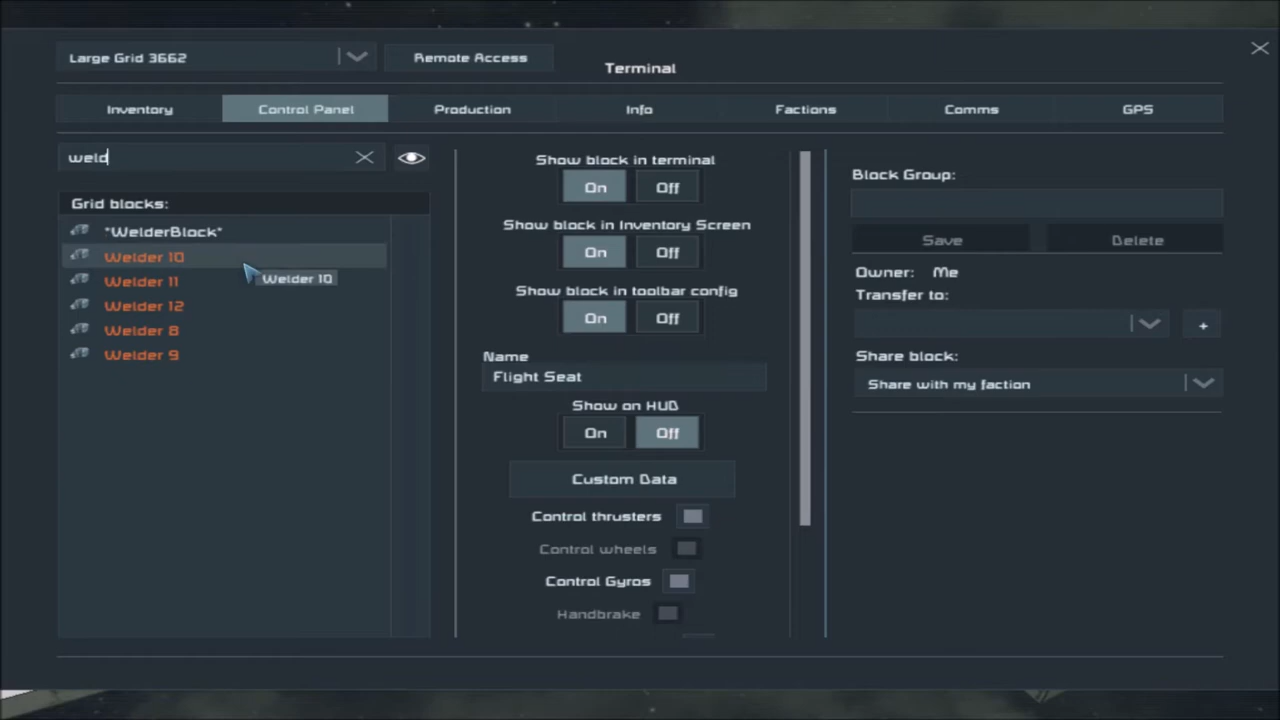 Large Grid 3662
Remote Access
Terminal
Inventory
Control Panel
Production
Info
Factions
Comms
GPS
weld
Grid blocks:
*WelderBlock*
Welder 10
Welder 11
Welder 12
Welder 8
Welder 9
Welder 10
Show block in terminal
On Off
Show block in Inventory Screen
On Off
Show block in toolbar config
On Off
Name
Flight Seat
Show on HUD
On Off
Custom Data
Control thrusters
Control wheels
Control Gyros
Handbrake
Block Group:
Save Delete
Owner: Me
Transfer to:
+
Share block:
Share with my faction